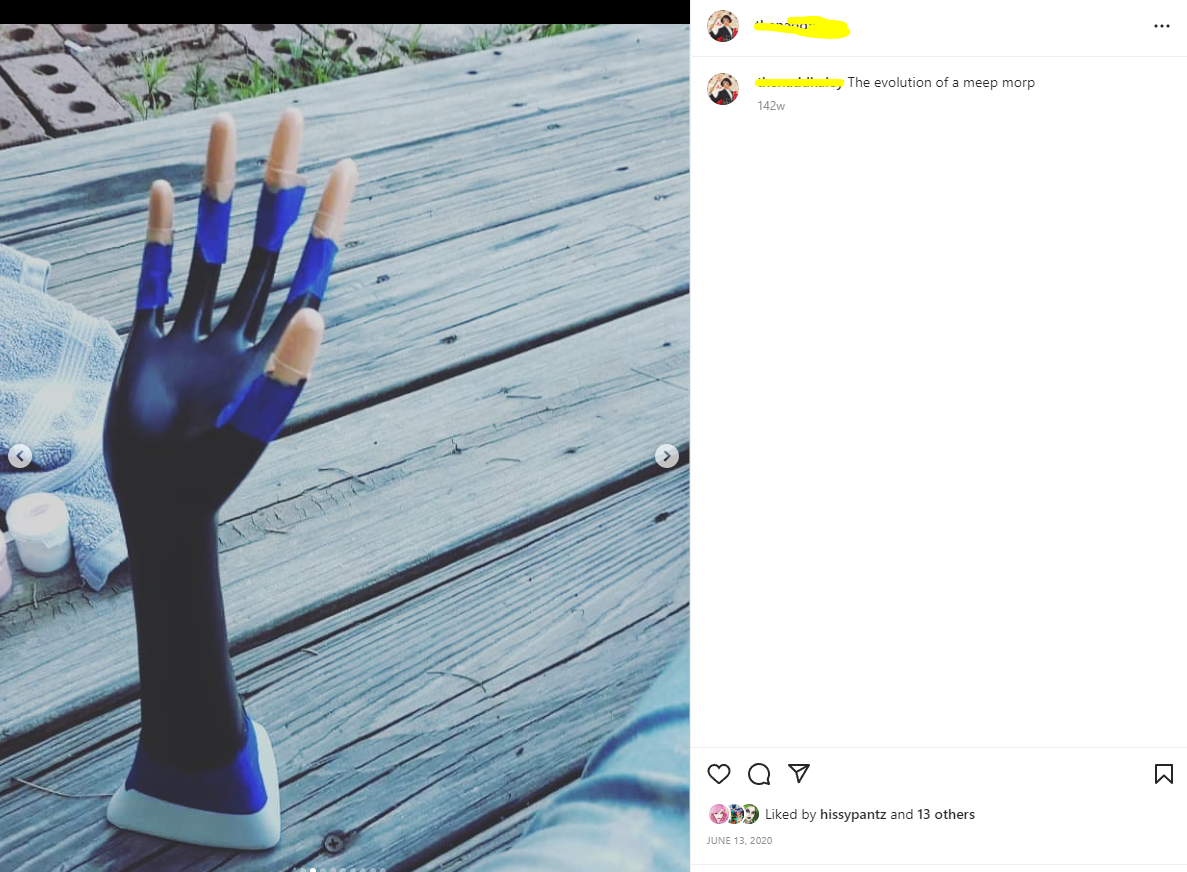 The evolution of a meep morp
142w
Liked by hissypantz and 13 others
JUNE 13, 2020